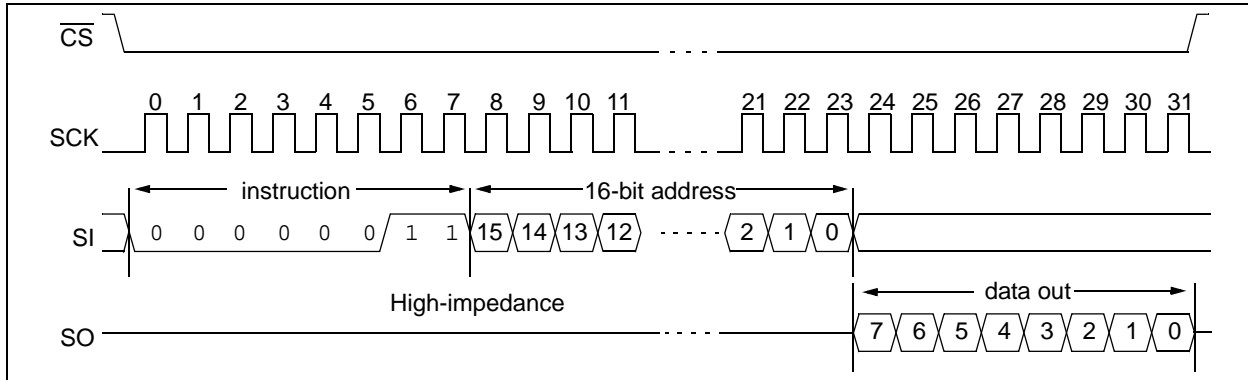 CS
0 1 2 3 4 5 6 7 8 9 10 11 21 22 23 24 25 26 27 28 29 30 31
SCK
instruction 16-bit address
SI 0 0 0 0 0 0 1 1 15 14 13 12 2 1 0
High-impedance data out
SO 7 6 5 4 3 2 1 0